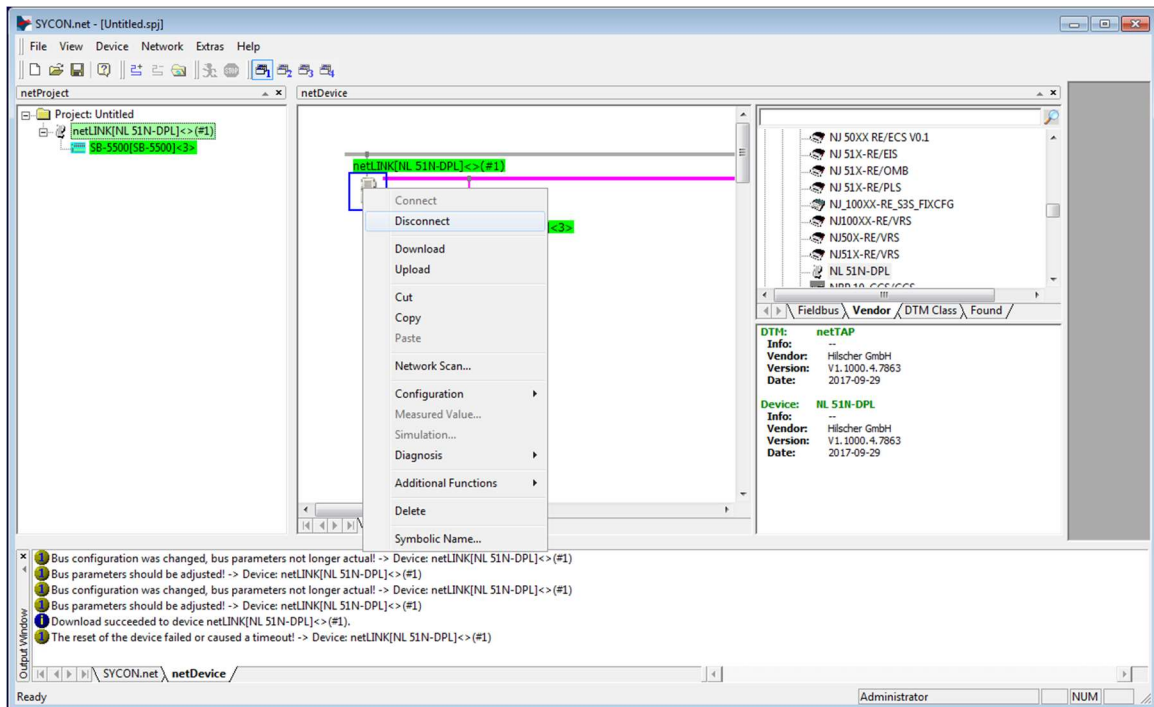 SYCON.net - [Untitled.spj]
File View Device Network Extras Help
netProject
netDevice
Project: Untitled
netLINK[NL 51N-DPL]<>(#1)
SB-5500[SB-5500]<3>
netLINK[NL 51N-DPL]<>(#1)
<3>
Connect
Disconnect
Download
Upload
Cut
Copy
Paste
Network Scan...
Configuration
Measured Value...
Simulation...
Diagnosis
Additional Functions
Delete
Symbolic Name...
NJ 50XX RE/ECS V0.1
NJ 51X-RE/EIS
NJ 51X-RE/OMB
NJ 51X-RE/PLS
NJ_100XX-RE_S3S_FIXCFG
NJ100XX-RE/VRS
NJ50X-RE/VRS
NJ51X-RE/VRS
NL 51N-DPL
Fieldbus Vendor DTM Class Found
DTM: netTAP
Info: --
Vendor: Hilscher GmbH
Version: V1.1000.4.7863
Date: 2017-09-29
Device: NL 51N-DPL
Info: --
Vendor: Hilscher GmbH
Version: V1.1000.4.7863
Date: 2017-09-29
Bus configuration was changed, bus parameters not longer actual! -> Device: netLINK[NL 51N-DPL]<>(#1)
Bus parameters should be adjusted! -> Device: netLINK[NL 51N-DPL]<>(#1)
Bus configuration was changed, bus parameters not longer actual! -> Device: netLINK[NL 51N-DPL]<>(#1)
Bus parameters should be adjusted! -> Device: netLINK[NL 51N-DPL]<>(#1)
Download succeeded to device netLINK[NL 51N-DPL]<>(#1).
The reset of the device failed or caused a timeout! -> Device: netLINK[NL 51N-DPL]<>(#1)
Output Window
SYCON.net netDevice
Ready
Administrator
NUM